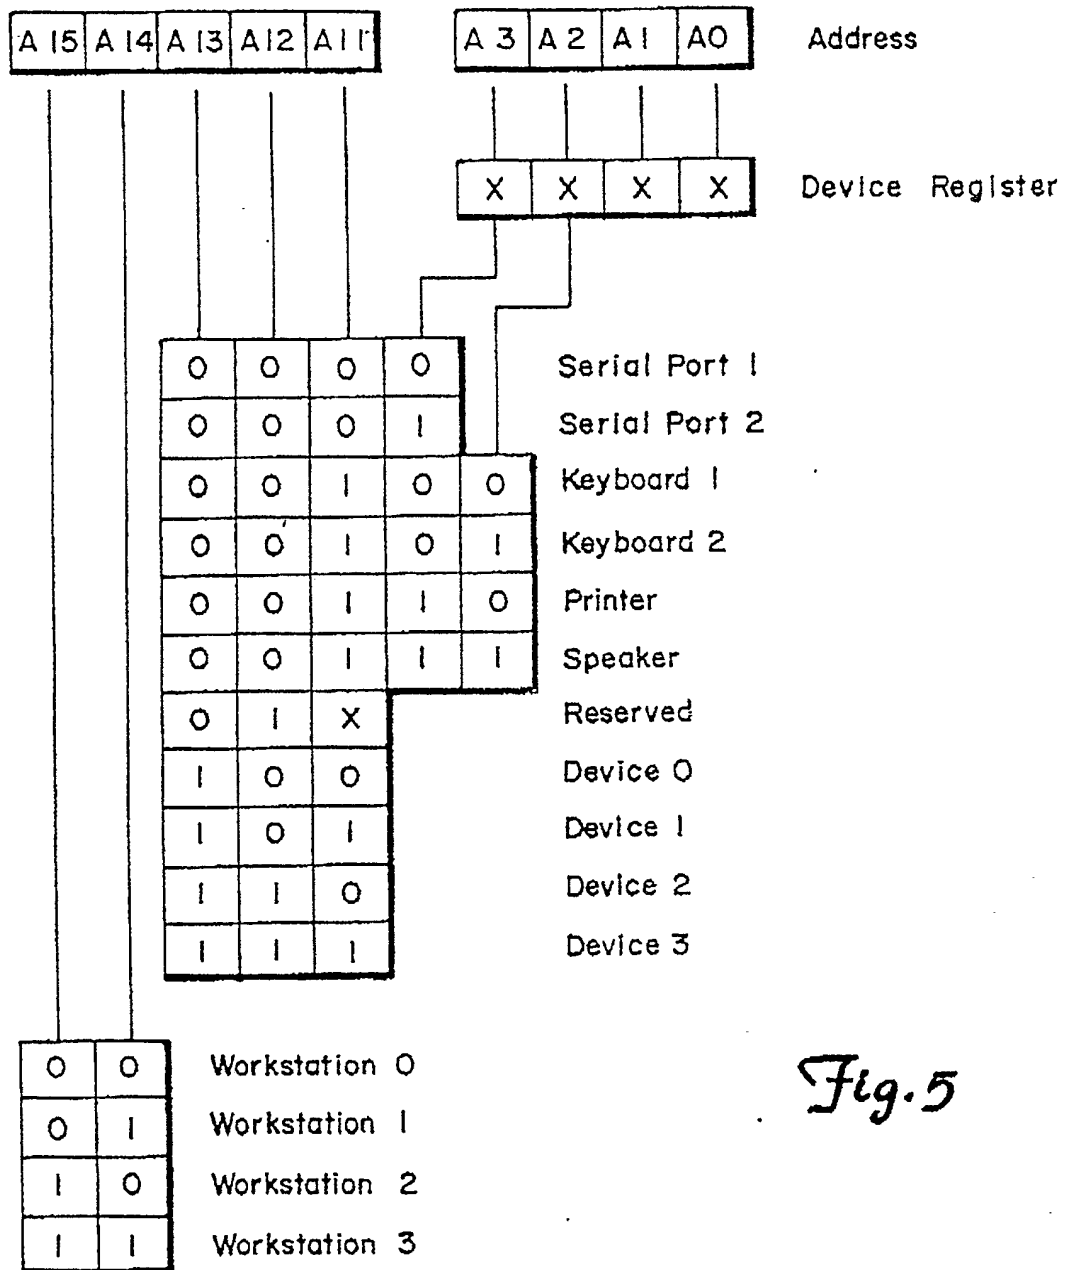 A 15 A 14 A 13 A 12 A 11 A 3 A 2 A 1 A0 Address
X X X X Device Register
0 0 0 0 Serial Port 1
0 0 0 1 Serial Port 2
0 0 1 0 0 Keyboard 1
0 0 1 0 1 Keyboard 2
0 0 1 1 0 Printer
0 0 1 1 1 Speaker
0 1 X Reserved
1 0 0 Device 0
1 0 1 Device 1
1 1 0 Device 2
1 1 1 Device 3
0 0 Workstation 0
0 1 Workstation 1
1 0 Workstation 2
1 1 Workstation 3
Fig. 5